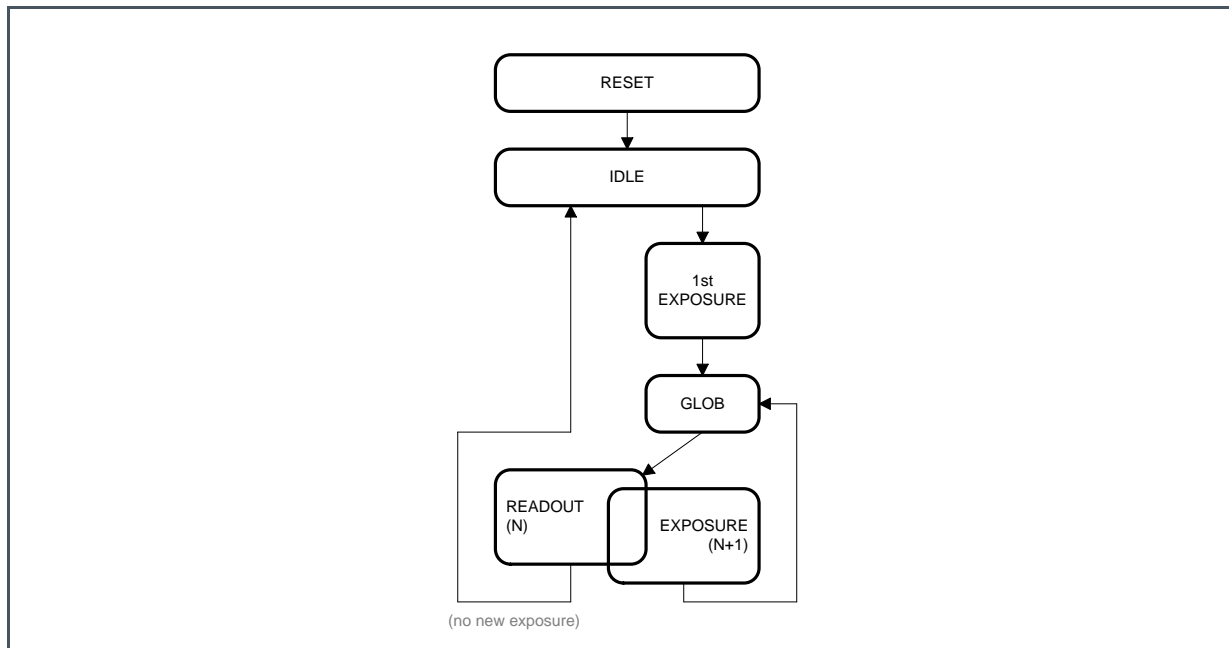 RESET
IDLE
1st
EXPOSURE
GLOB
READOUT
(N)
EXPOSURE
(N+1)
(no new exposure)